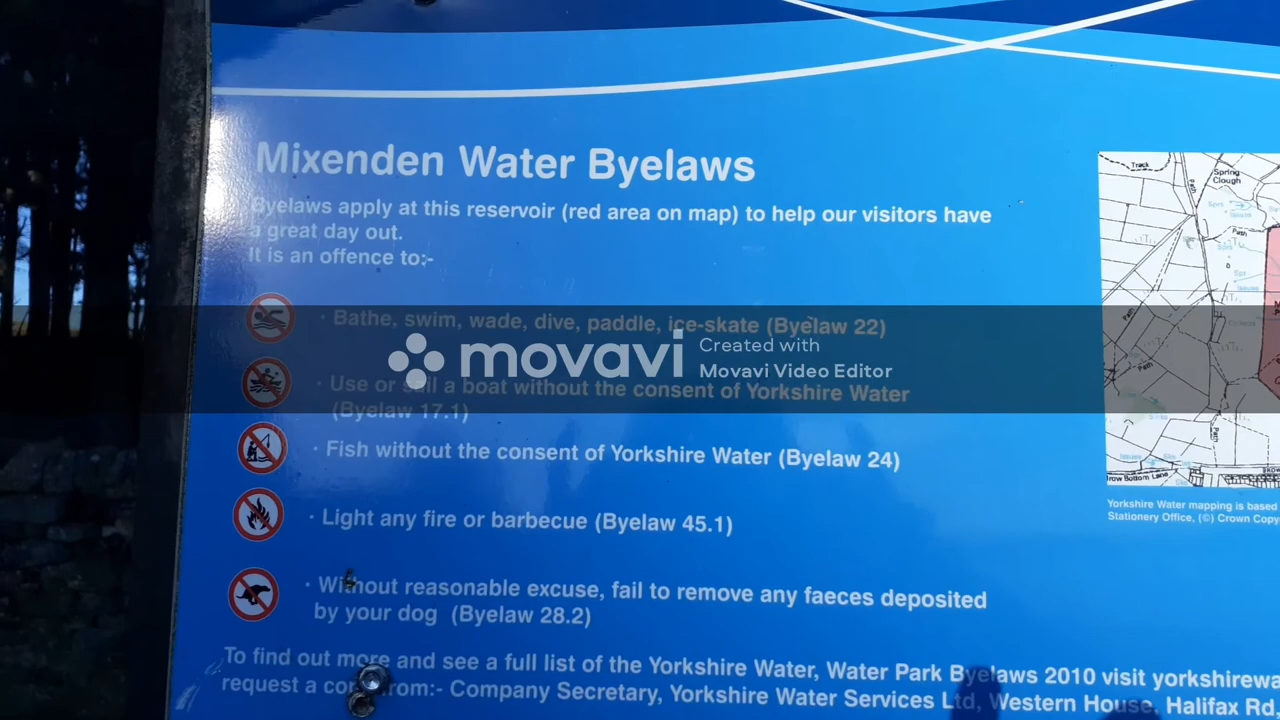 Mixenden Water Byelaws
Byelaws apply at this reservoir (red area on map) to help our visitors have
a great day out.
It is an offence to:-
· Bathe, swim, wade, dive, paddle, ice-skate (Byelaw 22)
movavi
Created with
Movavi Video Editor
· Use or sail a boat without the consent of Yorkshire Water
(Byelaw 17.1)
· Fish without the consent of Yorkshire Water (Byelaw 24)
· Light any fire or barbecue (Byelaw 45.1)
· Without reasonable excuse, fail to remove any faeces deposited
by your dog (Byelaw 28.2)
To find out more and see a full list of the Yorkshire Water, Water Park Byelaws 2010 visit yorkshirewa
request a co from:- Company Secretary, Yorkshire Water Services Ltd, Western House, Halifax Rd,
Track
Spring
Clough
Path
Path
Issues
Path
Path
Path
Issues
row Bottom Lane
Yorkshire Water mapping is based
Stationery Office, (©) Crown Copy